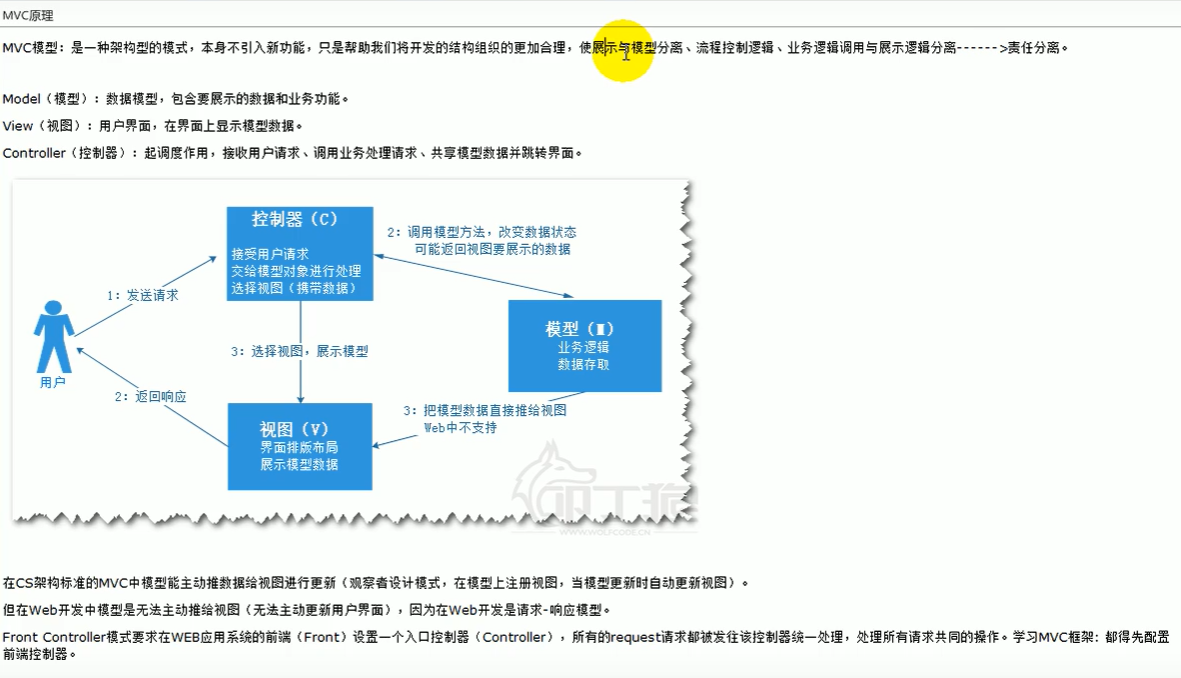 MVC原理
MVC模型：是一种架构型的模式，本身不引入新功能，只是帮助我们将开发的结构组织的更加合理，使展示与模型分离、流程控制逻辑、业务逻辑调用与展示逻辑分离------>责任分离。
Model（模型）：数据模型，包含要展示的数据和业务功能。
View（视图）：用户界面，在界面上显示模型数据。
Controller（控制器）：起调度作用，接收用户请求、调用业务处理请求、共享模型数据并跳转界面。
控制器（C）
接受用户请求
交给模型对象进行处理
选择视图（携带数据）
2：调用模型方法，改变数据状态
可能返回视图要展示的数据
1：发送请求
模型（M）
业务逻辑
数据存取
3：选择视图，展示模型
用户
2：返回响应
3：把模型数据直接推给视图
Web中不支持
视图（V）
界面排版布局
展示模型数据
叩丁狼
WWW.WOLFCODE.CN
在CS架构标准的MVC中模型能主动推数据给视图进行更新（观察者设计模式，在模型上注册视图，当模型更新时自动更新视图）。
但在Web开发中模型是无法主动推给视图（无法主动更新用户界面），因为在Web开发是请求-响应模型。
Front Controller模式要求在WEB应用系统的前端（Front）设置一个入口控制器（Controller），所有的request请求都被发往该控制器统一处理，处理所有请求共同的操作。学习MVC框架：都得先配置
前端控制器。